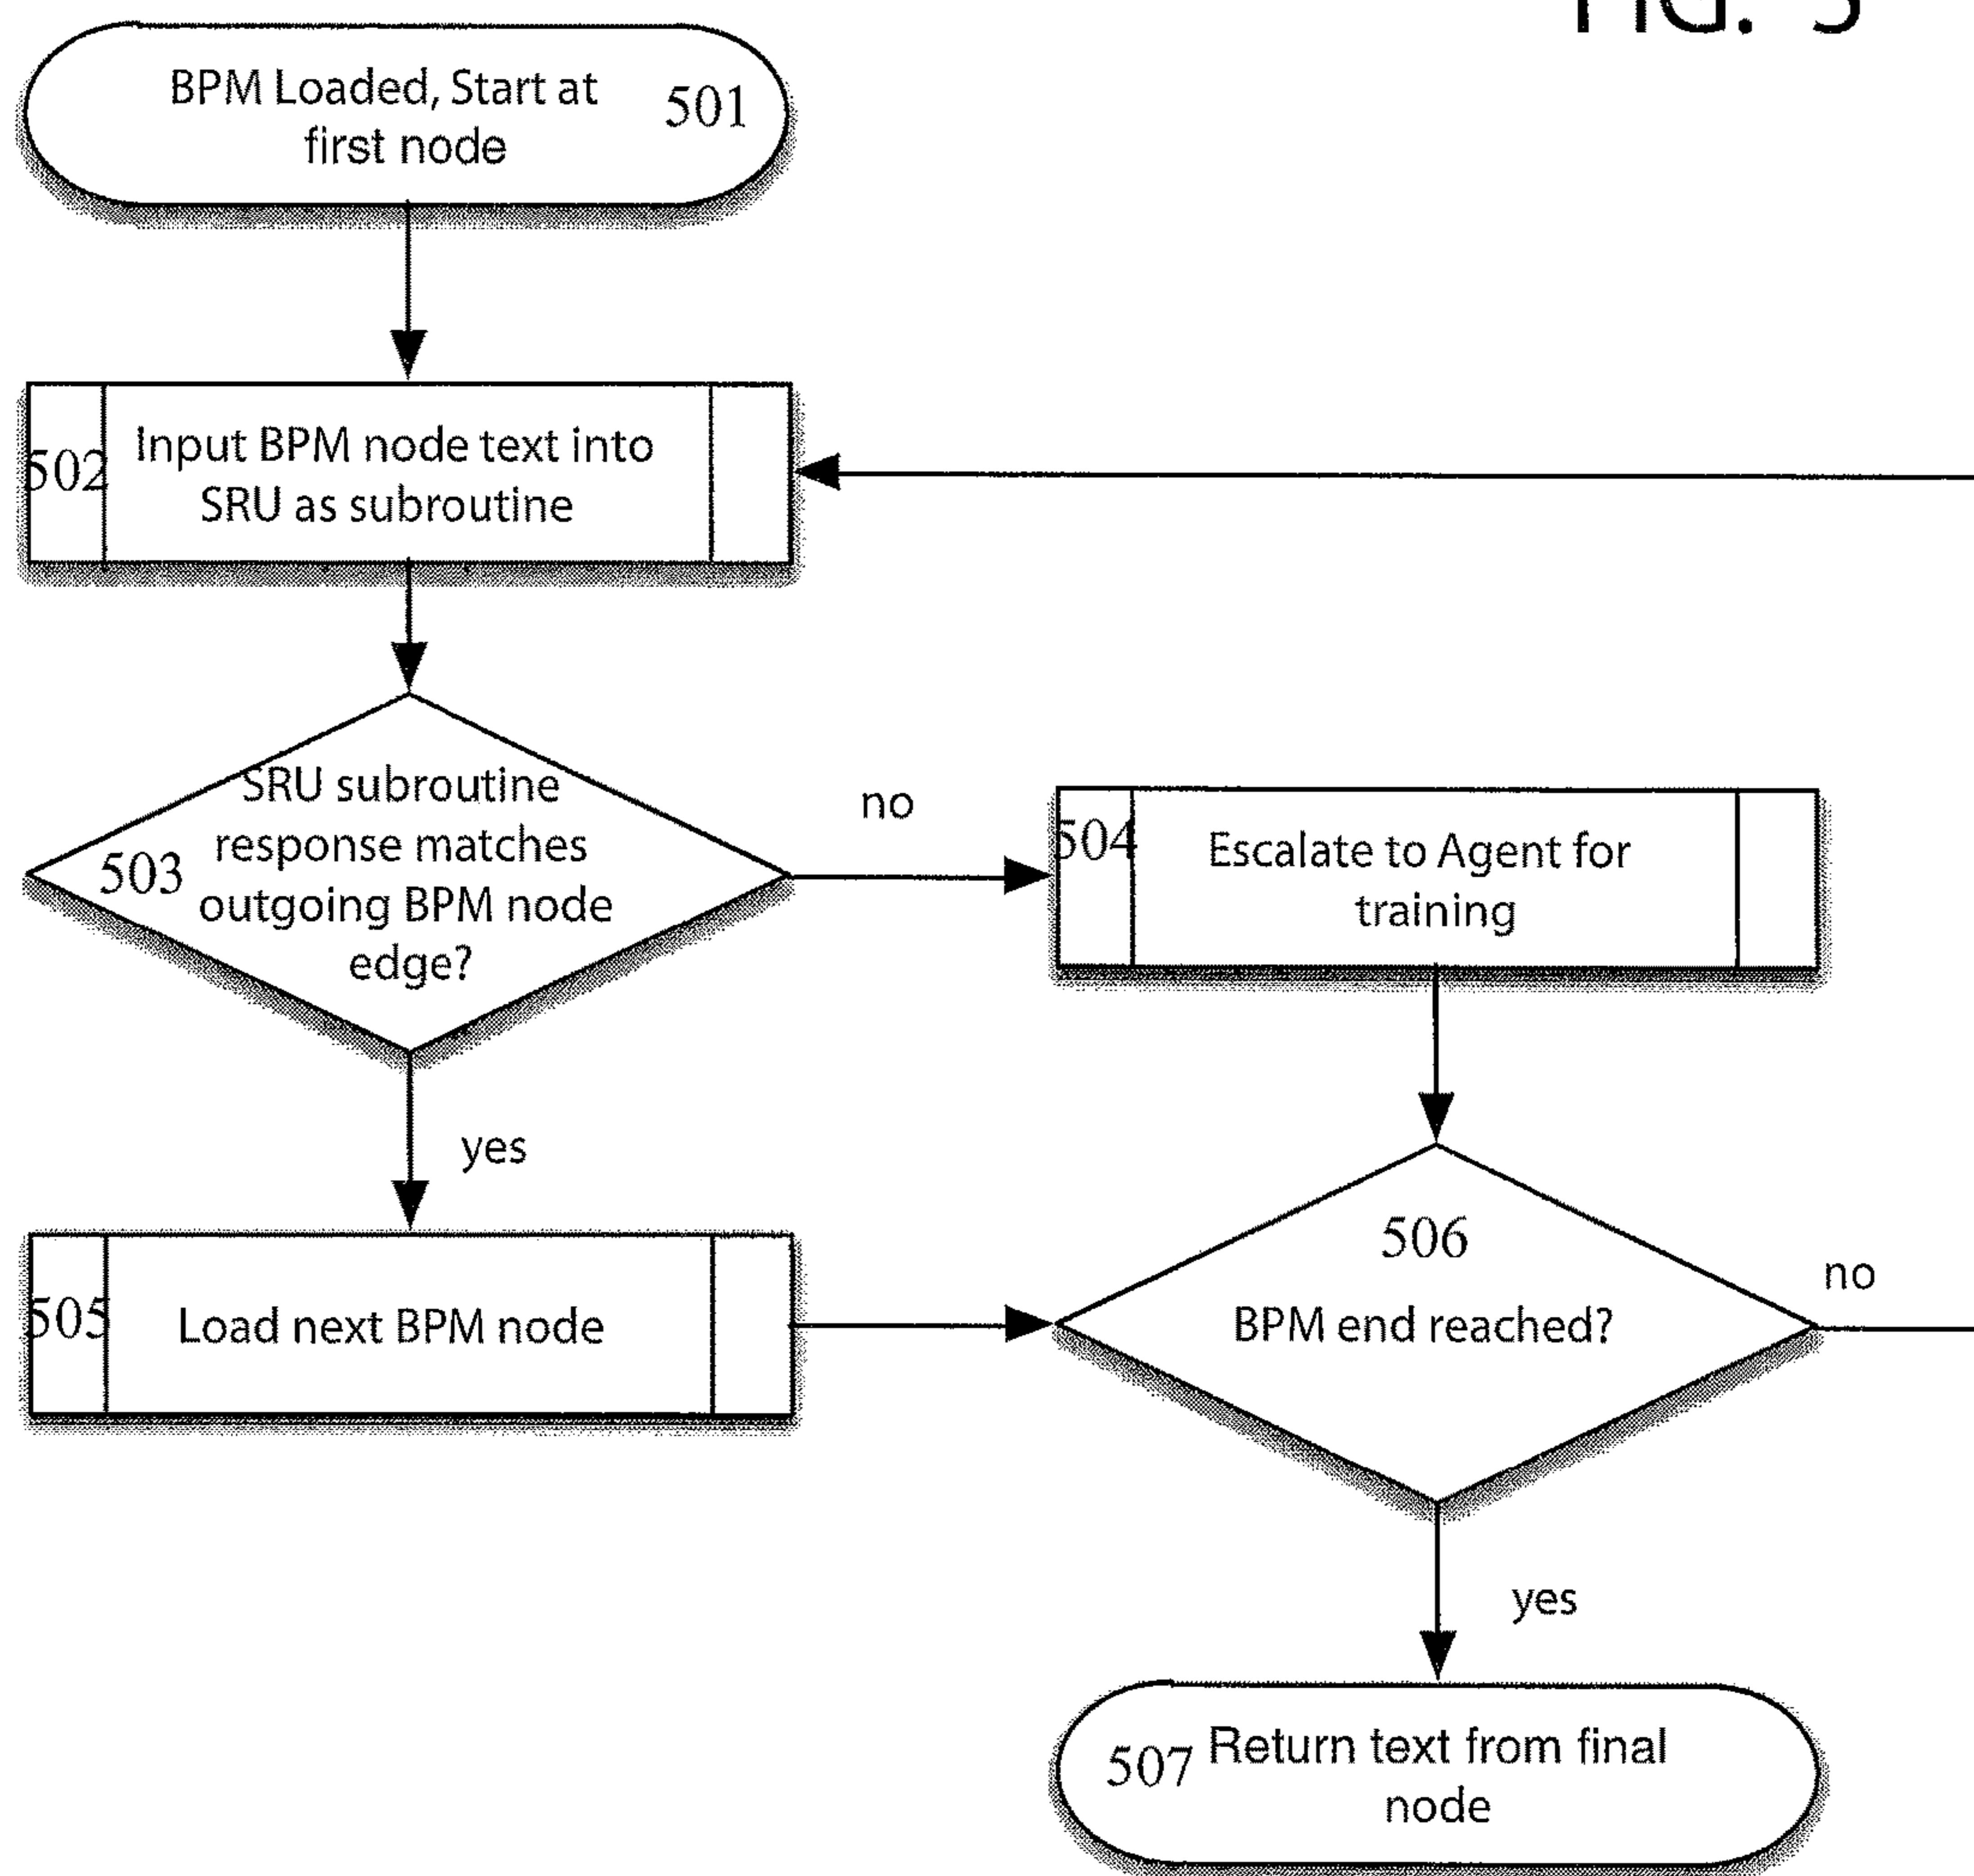 FIG. 5
BPM Loaded, Start at
first node
501
502
Input BPM node text into
SRU as subroutine
503
SRU subroutine
response matches
outgoing BPM node
edge?
no
504
Escalate to Agent for
training
yes
505
Load next BPM node
506
BPM end reached?
no
yes
507
Return text from final
node